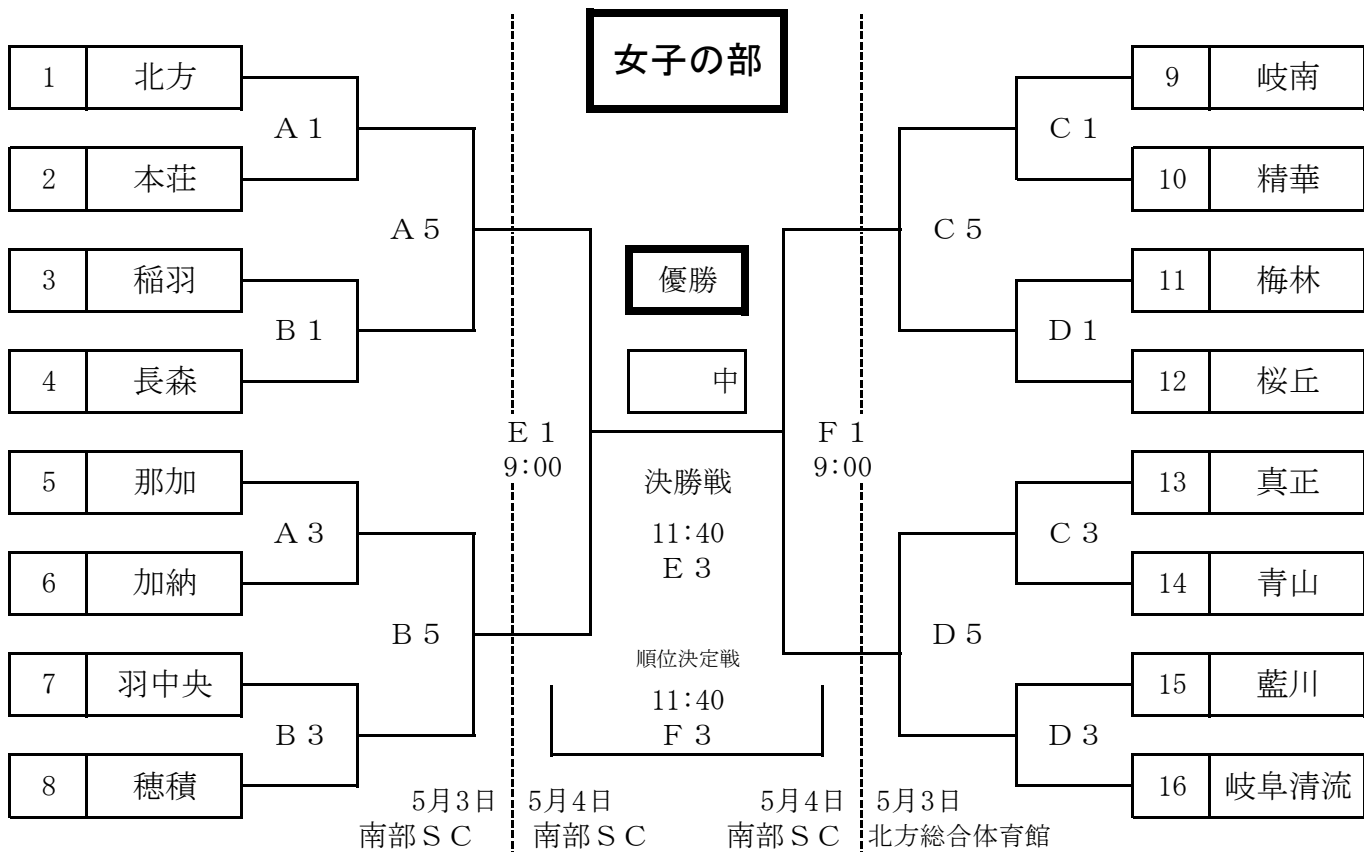 女子の部
1 北方
A1
2 本荘
A5
3 稲羽
B1
4 長森
E1
9:00
5 那加
A3
6 加納
B5
7 羽中央
B3
8 穂積
優勝
中
決勝戦
11:40
E3
順位決定戦
11:40
F3
9 岐南
C1
10 精華
C5
11 梅林
D1
12 桜丘
F1
9:00
13 真正
C3
14 青山
D5
15 藍川
D3
16 岐阜清流
5月3日 5月4日 5月4日 5月3日
南部SC 南部SC 南部SC 北方総合体育館